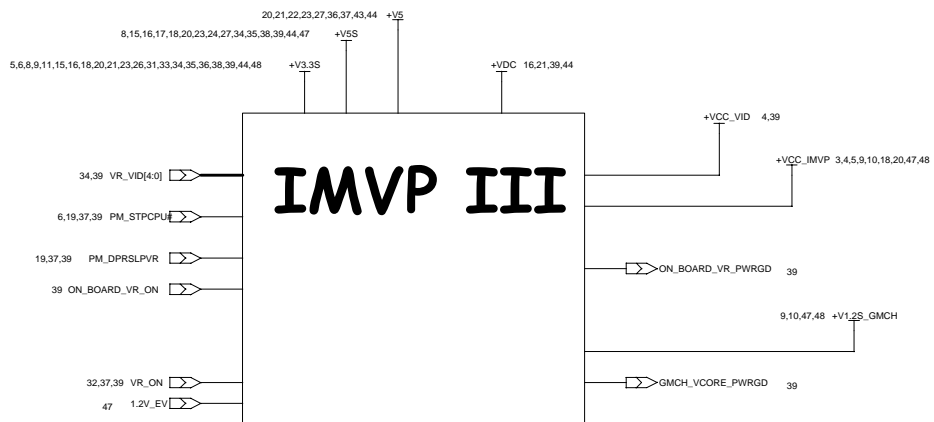 20,21,22,23,27,36,37,43,44 +V5
8,15,16,17,18,20,23,24,27,34,35,38,39,44,47 +V5S
5,6,8,9,11,15,16,18,20,21,23,26,31,33,34,35,36,38,39,44,48 +V3.3S
+VDC 16,21,39,44
+VCC_VID 4,39
+VCC_IMVP 3,4,5,9,10,18,20,47,48
34,39 VR_VID[4:0]
IMVP III
6,19,37,39 PM_STPCPU#
19,37,39 PM_DPRSLPVR
ON_BOARD_VR_PWRGD 39
39 ON_BOARD_VR_ON
9,10,47,48 +V1.2S_GMCH
32,37,39 VR_ON
GMCH_VCORE_PWRGD 39
47 1.2V_EV